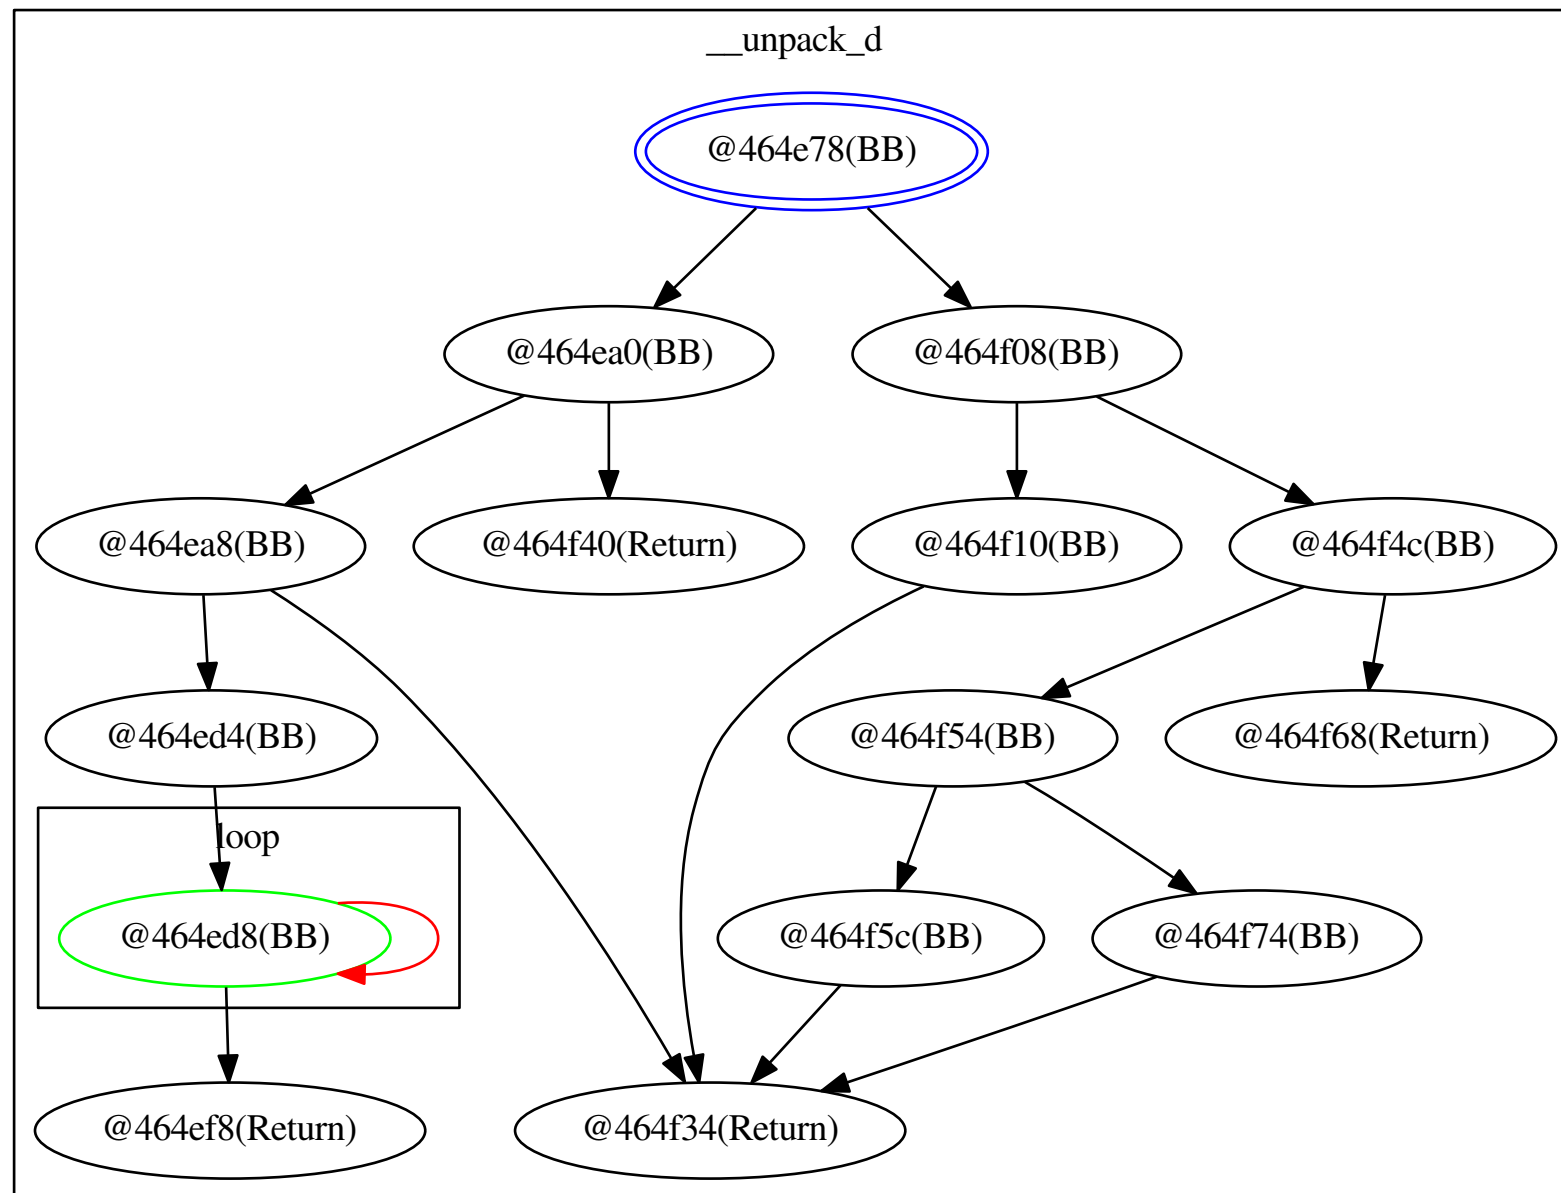 __unpack_d
@464e78(BB)
@464ea0(BB)
@464f08(BB)
@464ea8(BB)
@464f40(Return)
@464f10(BB)
@464f4c(BB)
@464ed4(BB)
@464f54(BB)
@464f68(Return)
loop
@464ed8(BB)
@464f5c(BB)
@464f74(BB)
@464ef8(Return)
@464f34(Return)